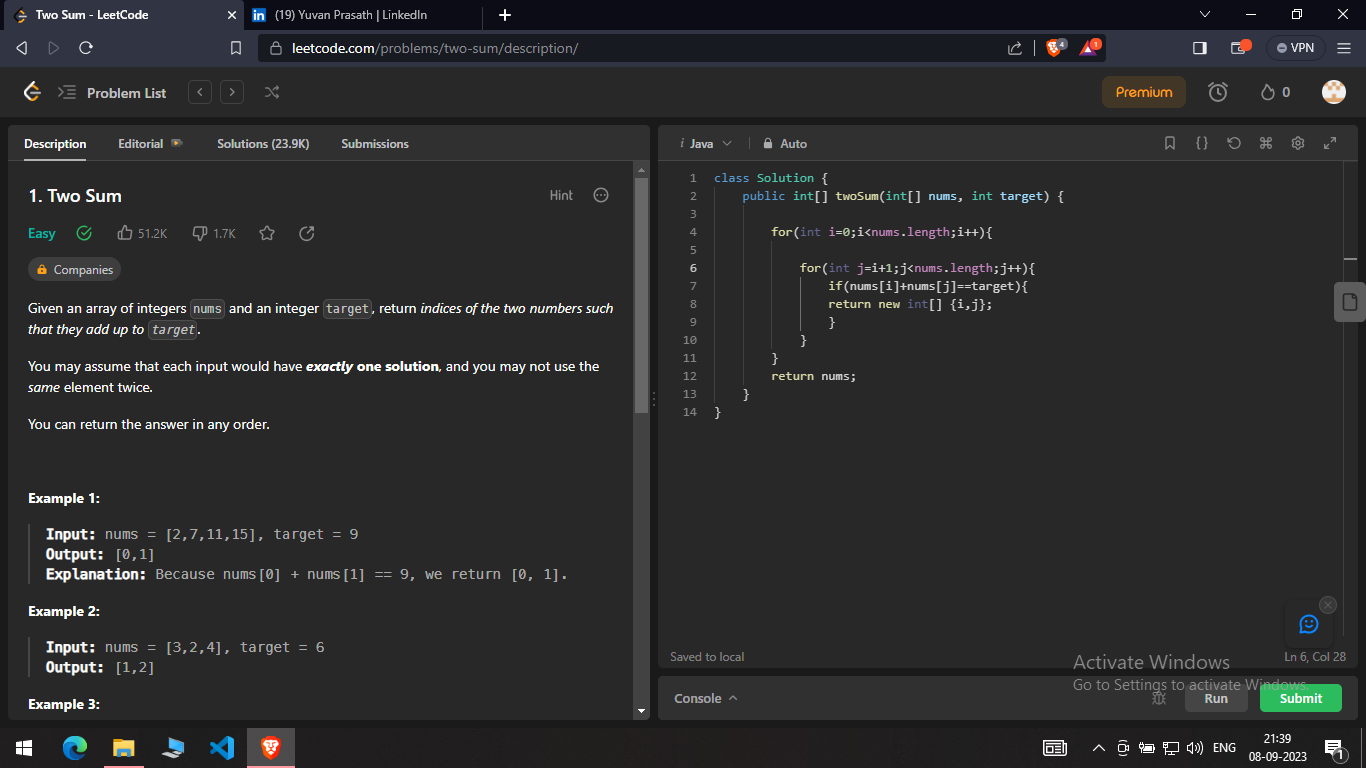 Two Sum - LeetCode
in (19) Yuvan Prasath | LinkedIn
leetcode.com/problems/two-sum/description/
4
1
VPN
Problem List
Premium
0
Description
Editorial
Solutions (23.9K)
Submissions
1. Two Sum
Hint
Easy
51.2K
1.7K
Companies
Given an array of integers nums and an integer target, return indices of the two numbers such
that they add up to target.
You may assume that each input would have exactly one solution, and you may not use the
same element twice.
You can return the answer in any order.
Example 1:
Input: nums = [2,7,11,15], target = 9
Output: [0,1]
Explanation: Because nums[0] + nums[1] == 9, we return [0, 1].
Example 2:
Input: nums = [3,2,4], target = 6
Output: [1,2]
Example 3:
i Java
Auto
1 class Solution {
2 public int[] twoSum(int[] nums, int target) {
3
4 for(int i=0;i<nums.length;i++){
5
6 for(int j=i+1;j<nums.length;j++){
7 if(nums[i]+nums[j]==target){
8 return new int[] {i,j};
9 }
10 }
11 }
12 return nums;
13 }
14 }
Saved to local
Ln 6, Col 28
Activate Windows
Go to Settings to activate Windows.
Console
Run
Submit
ENG
21:39
08-09-2023
1